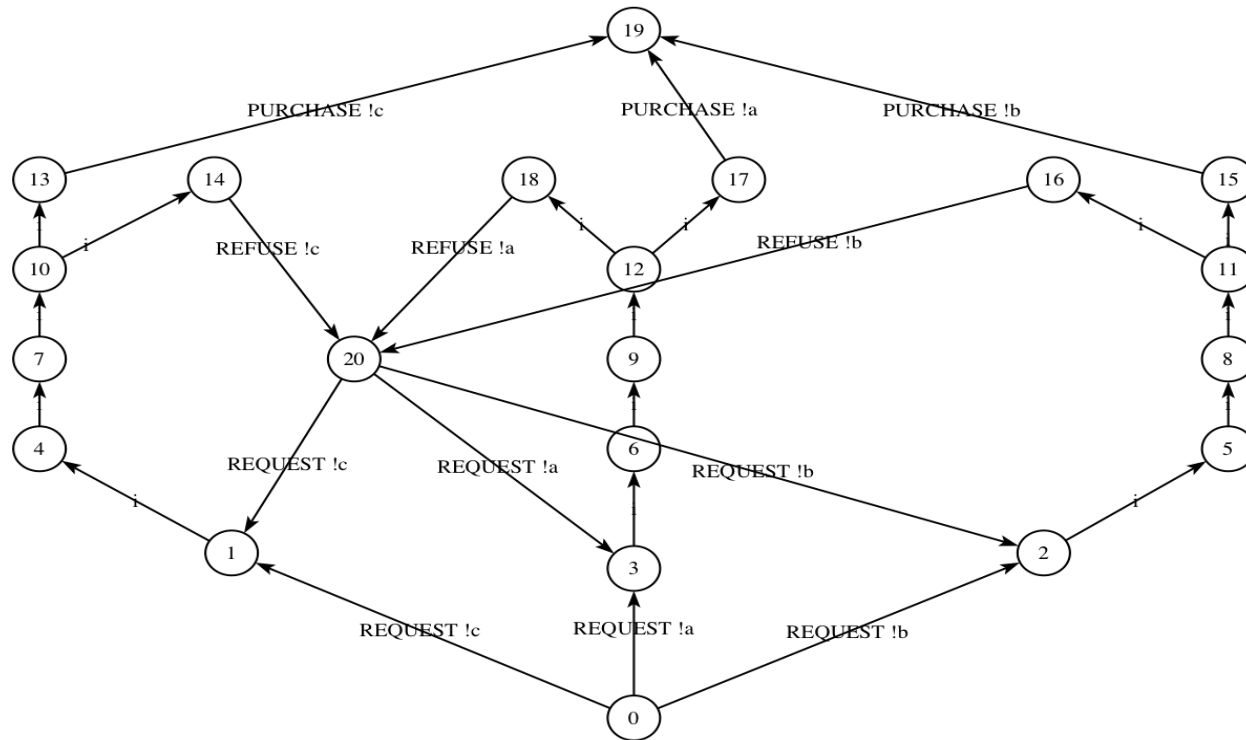 19
PURCHASE !c
PURCHASE !a
PURCHASE !b
13
14
18
17
16
15
i
i
i
i
i
i
REFUSE !c
REFUSE !a
REFUSE !b
10
12
11
i
i
i
7
20
9
8
i
i
i
4
6
5
REQUEST !c
REQUEST !a
REQUEST !b
i
i
i
1
3
2
REQUEST !c
REQUEST !a
REQUEST !b
0